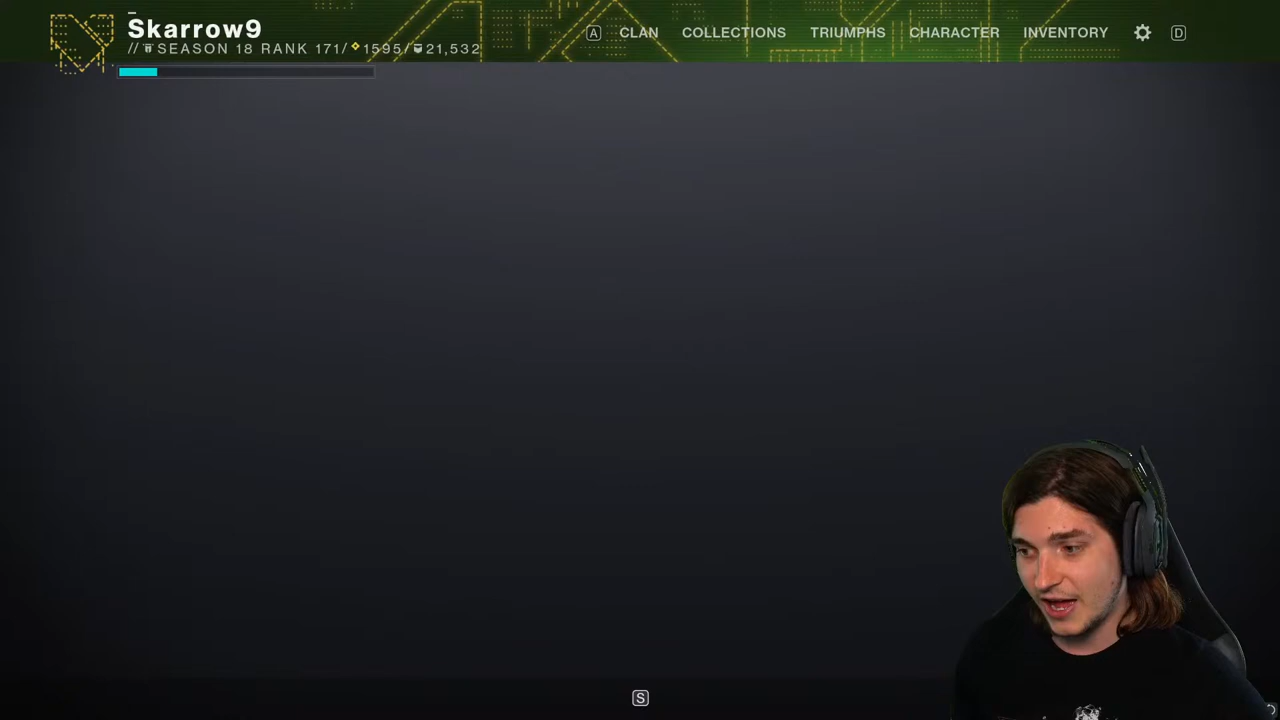 Skarrow9
// SEASON 18 RANK 171/ 1595/ 21,532
A CLAN COLLECTIONS TRIUMPHS CHARACTER INVENTORY D
S